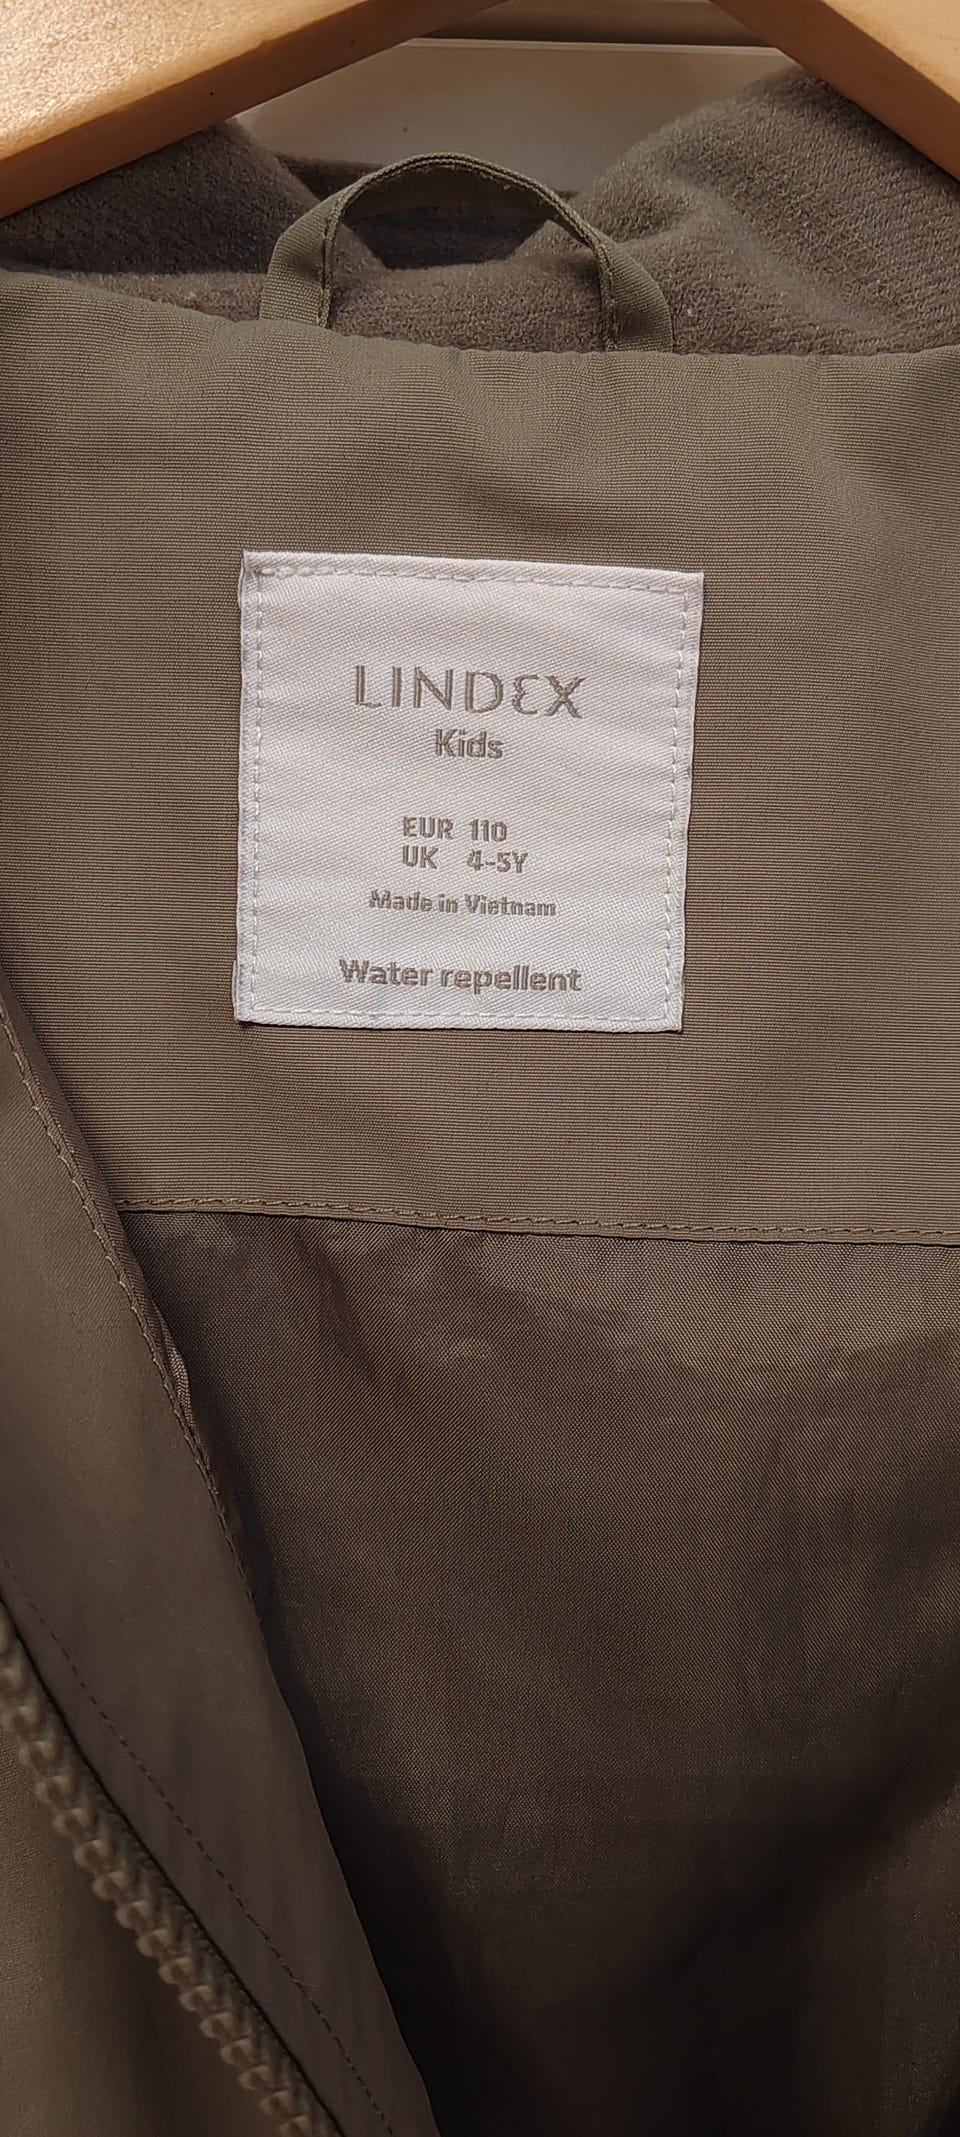 LINDEX
Kids
EUR 110
UK 4-5Y
Made in Vietnam
Water repellent